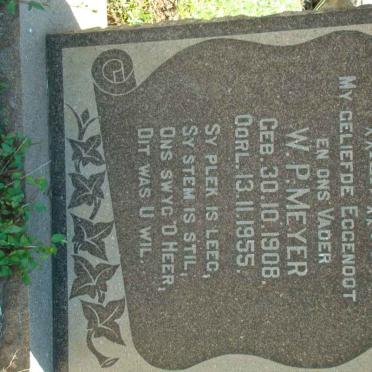 MY GELIEFDE EGGENOOT
EN ONS VADER
W. P. MEYER
GEB. 30.10.1908.
OORL. 13.11.1955.
SY PLEK IS LEEG,
SY STEM IS STIL,
ONS SWYG O HEER,
DIT WAS U WIL.